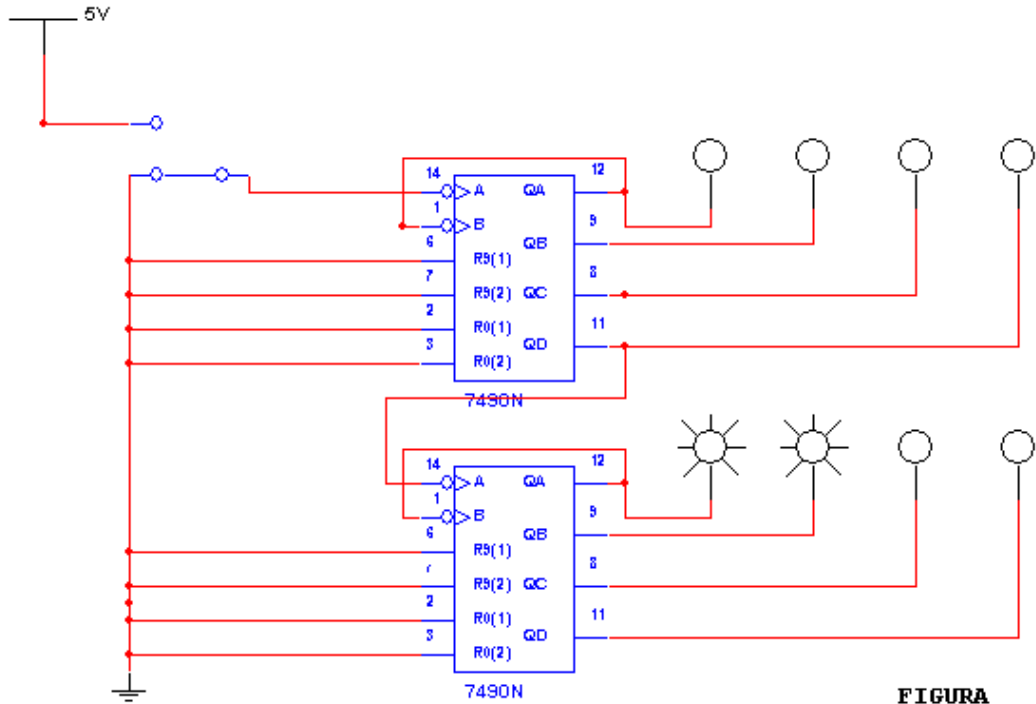 5V
14 A QA 12
1 B
9
QB
6 R9(1)
8
7 R9(2) QC
2 R0(1)
11
QD
3 R0(2)
7490N
14 A QA 12
1 B
9
QB
6 R9(1)
8
R9(2) QC
2 R0(1)
11
QD
3 R0(2)
7490N
FIGURA